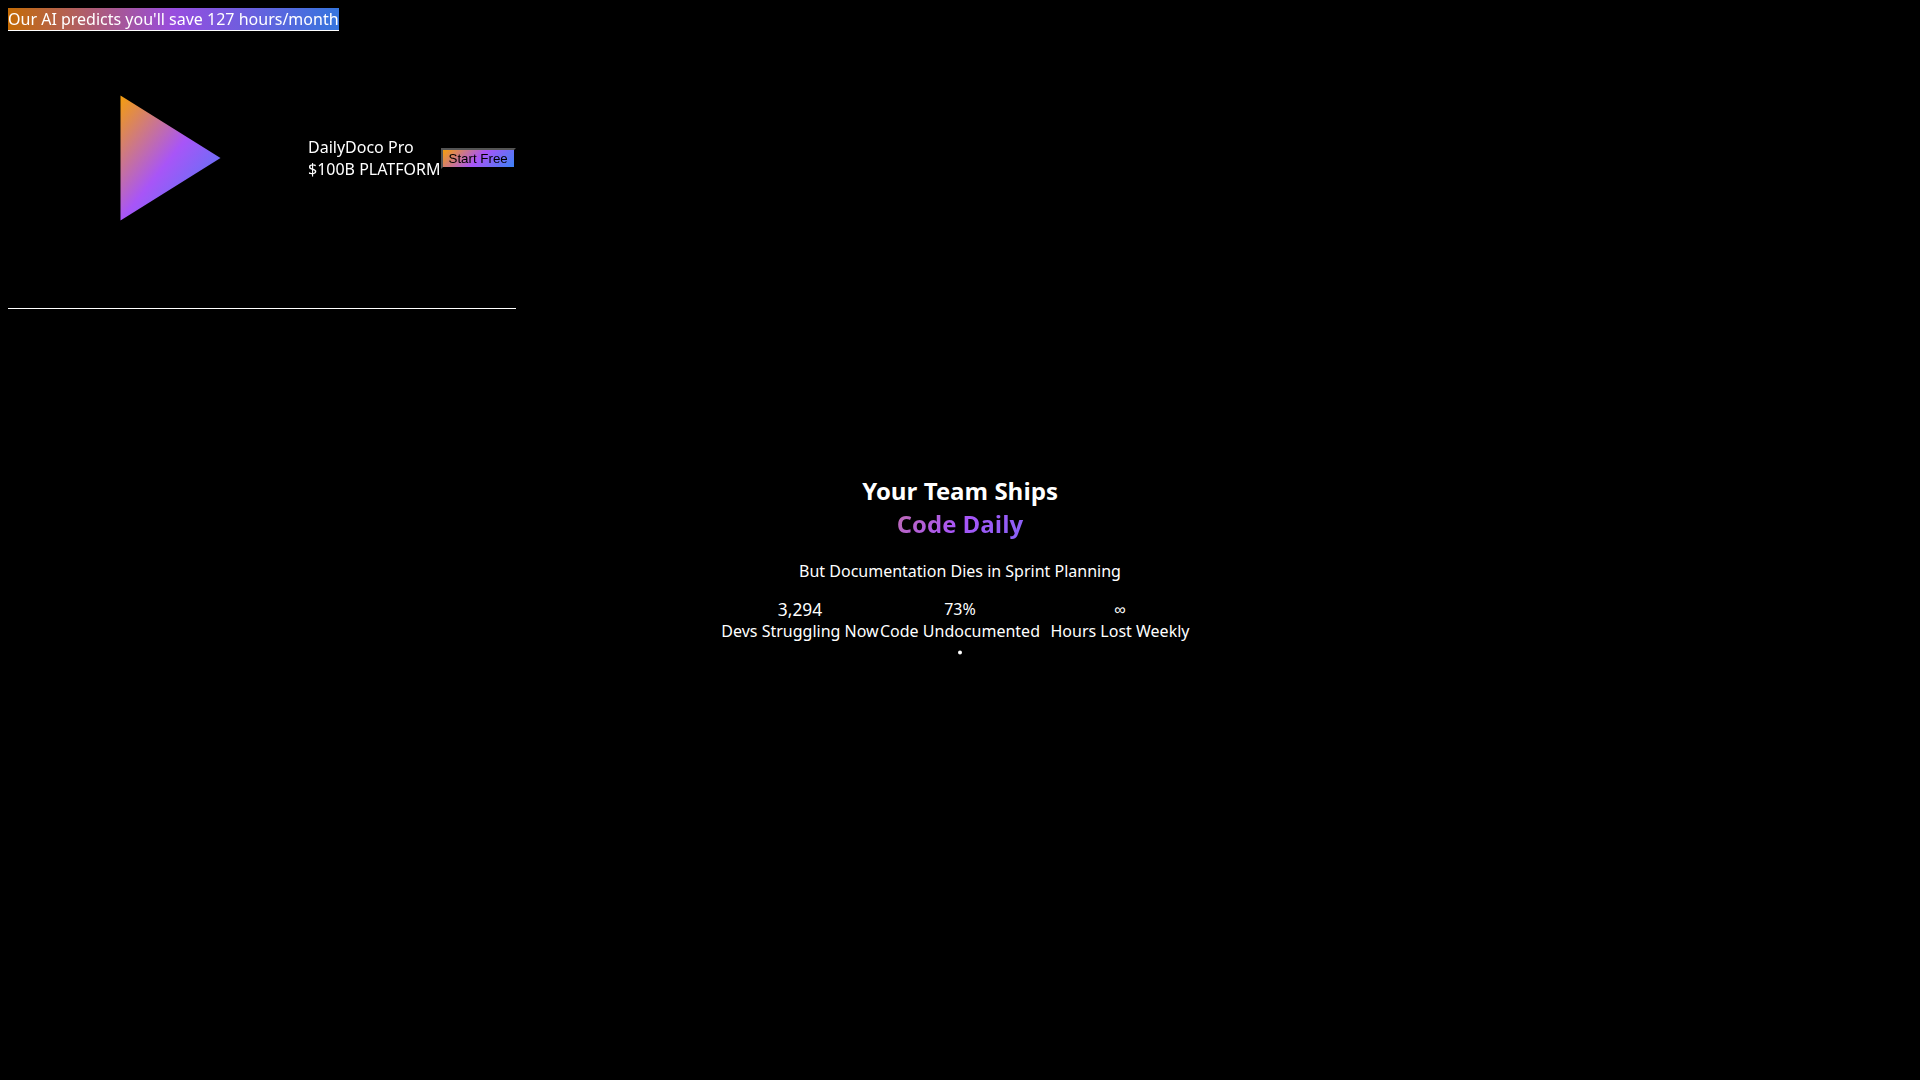 Our AI predicts you'll save 127 hours/month
DailyDoco Pro
$100B PLATFORM
Start Free
Your Team Ships
Code Daily
But Documentation Dies in Sprint Planning
3,294
Devs Struggling Now
73%
Code Undocumented
∞
Hours Lost Weekly